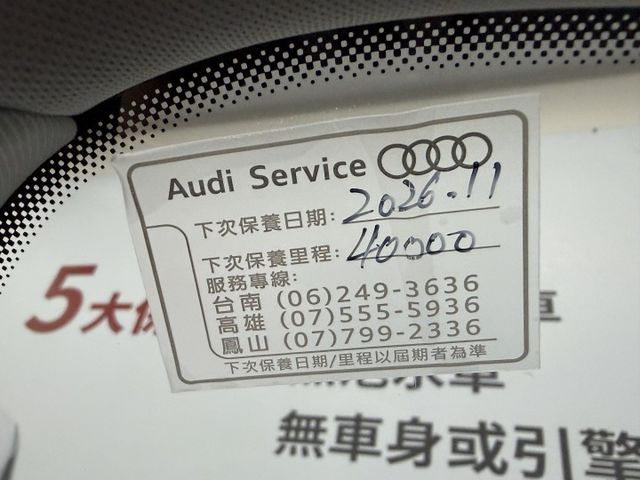 Audi Service
下次保養日期: 2026.11
下次保養里程: 40000
服務專線:
台南 (06)249-3636
高雄 (07)555-5936
鳳山 (07)799-2336
下次保養日期/里程以屆期者為準
5大保
車
車
無車身或引擎